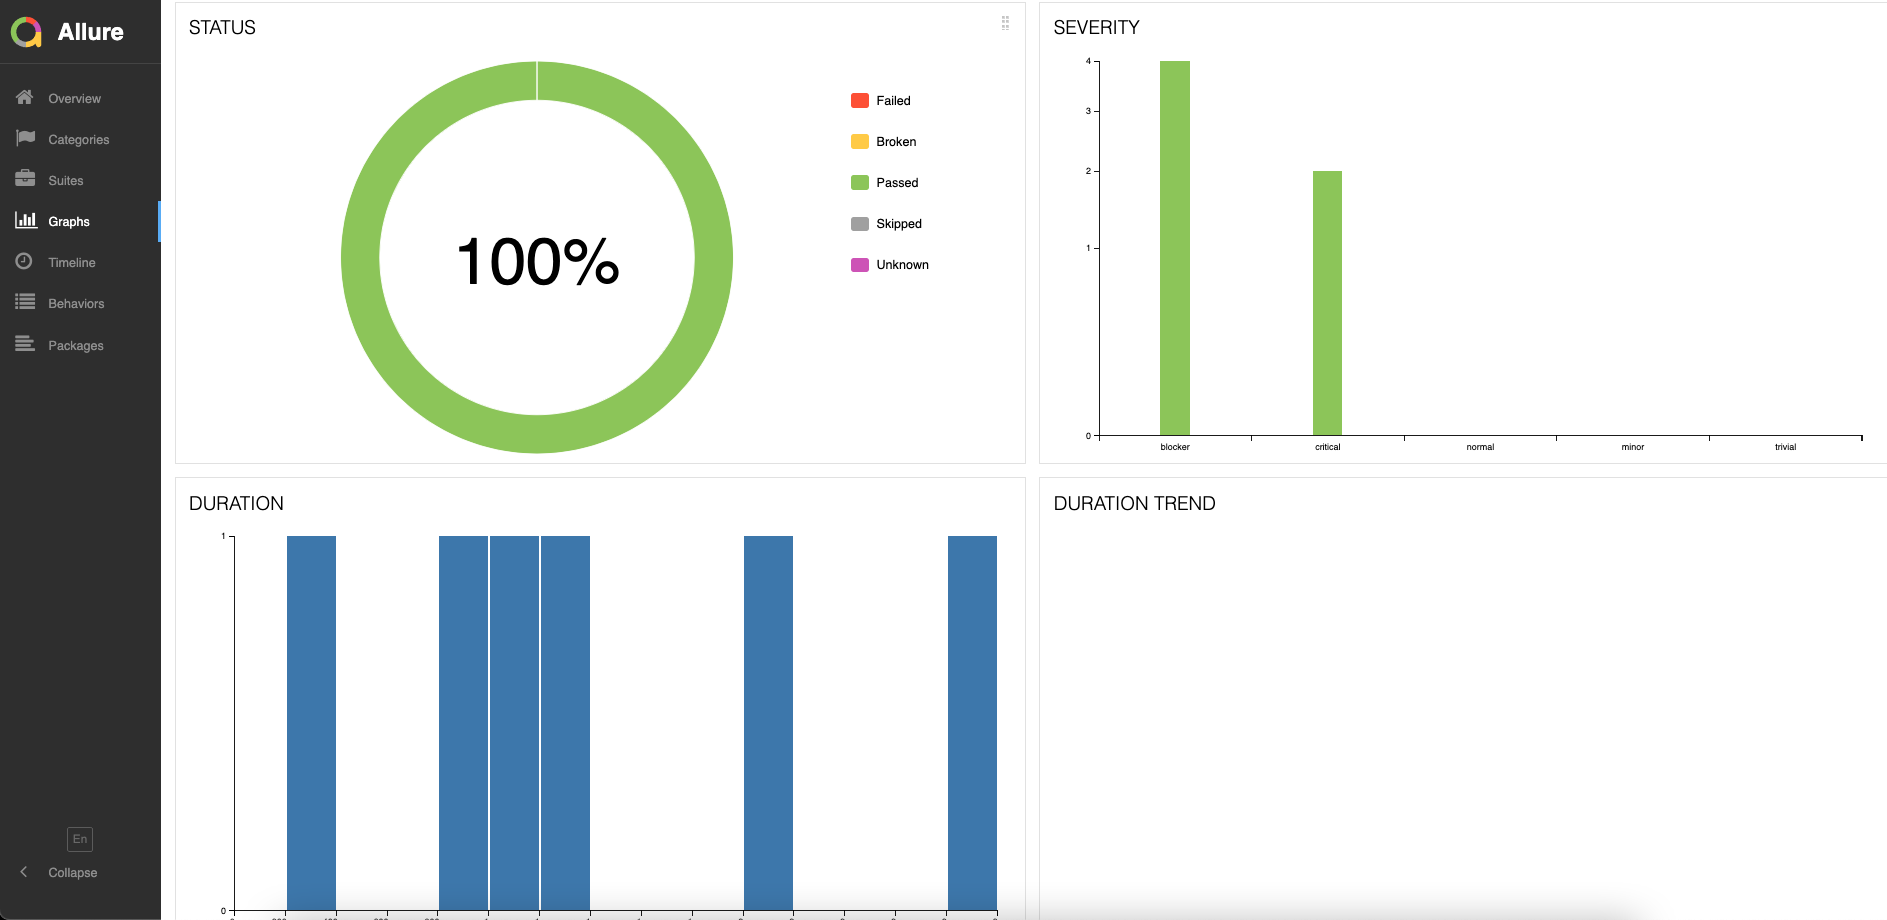 Allure
Overview
Categories
Suites
Graphs
Timeline
Behaviors
Packages
En
Collapse
STATUS
100%
Failed
Broken
Passed
Skipped
Unknown
SEVERITY
4
3
2
1
0
blocker critical normal minor trivial
DURATION
1
0
DURATION TREND